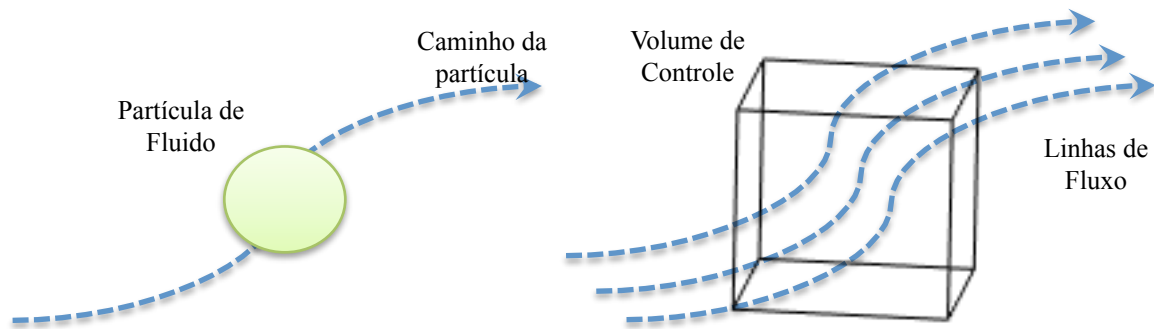 Partícula de
Fluido
Caminho da
partícula
Volume de
Controle
Linhas de
Fluxo